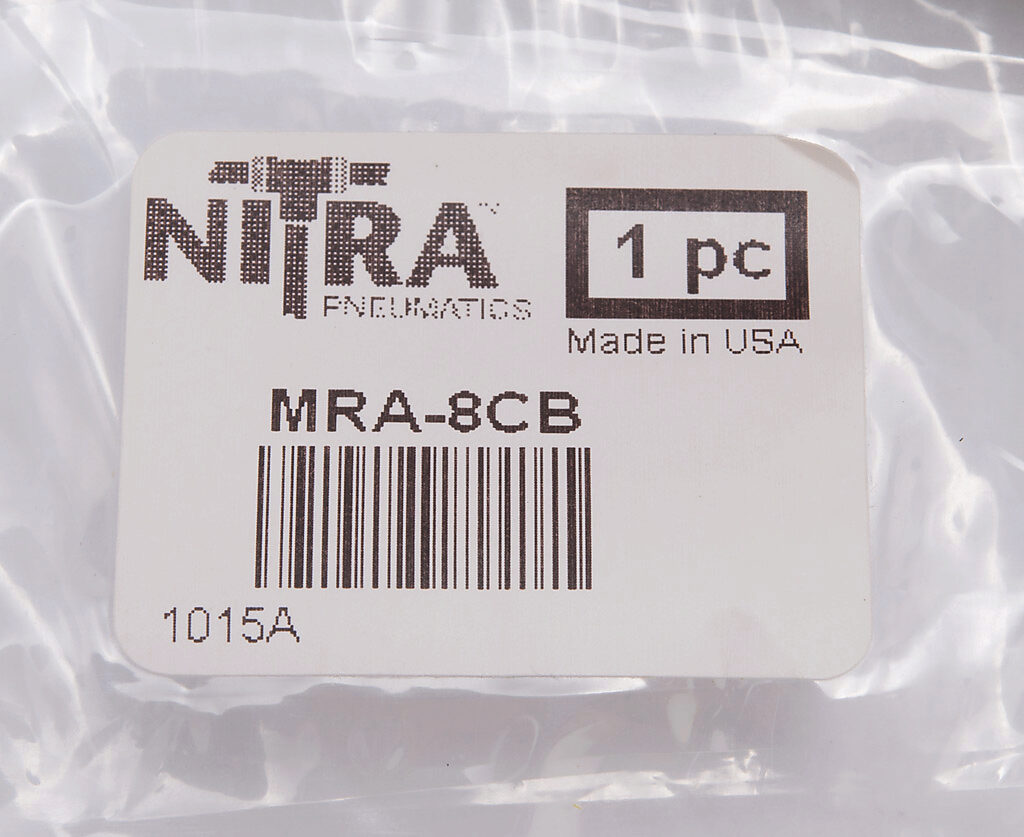 NITRA™
PNEUMATICS
1 pc
Made in USA
MRA-8CB
1015A